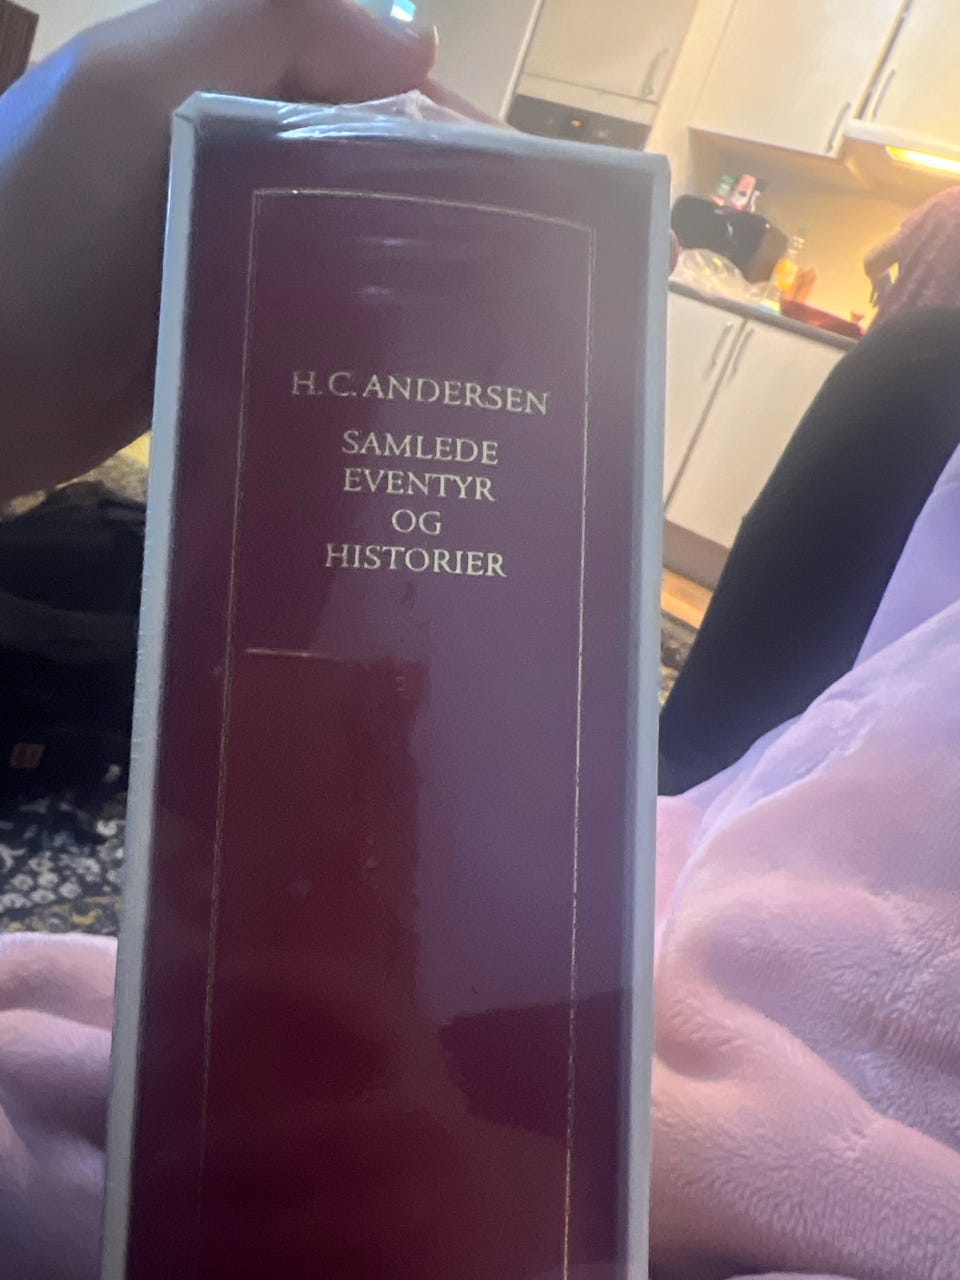 H.C. ANDERSEN
SAMLEDE
EVENTYR
OG
HISTORIER